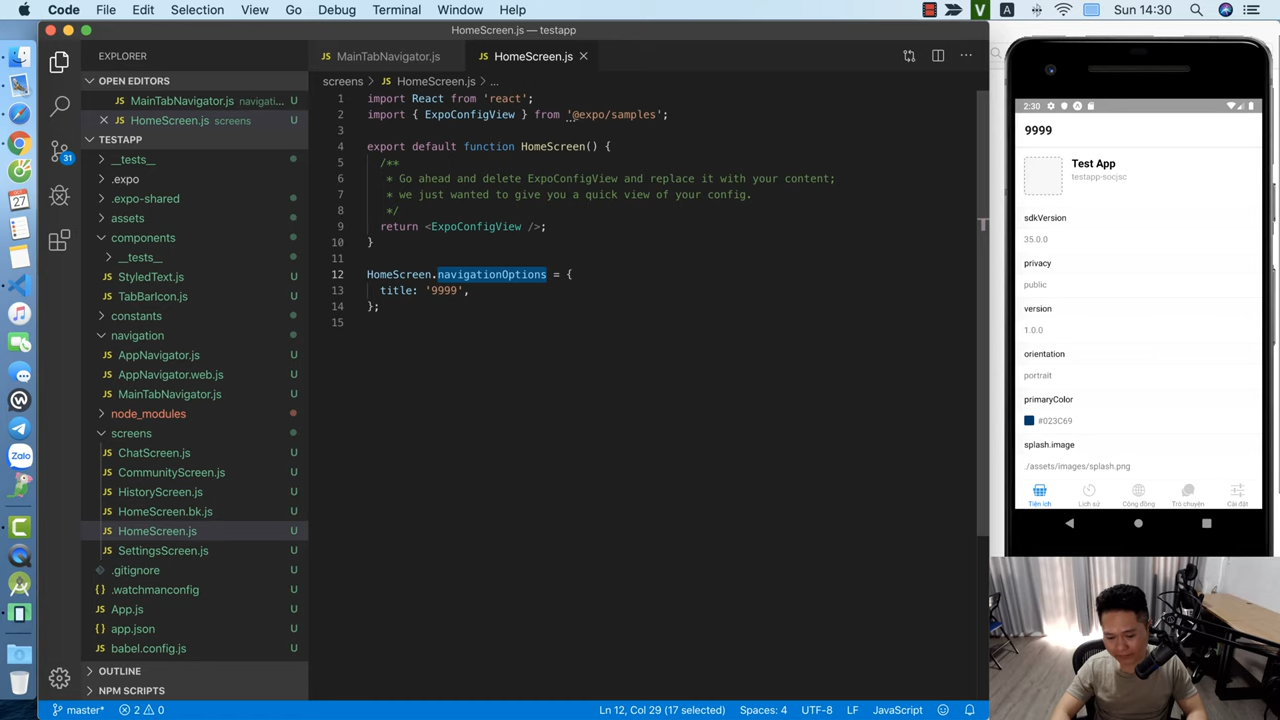 Code File Edit Selection View Go Debug Terminal Window Help
V A Sun 14:30
HomeScreen.js — testapp
EXPLORER
OPEN EDITORS
JS MainTabNavigator.js navigati... U
JS HomeScreen.js screens U
TESTAPP
__tests__
.expo
.expo-shared
assets
components
__tests__
JS StyledText.js U
JS TabBarIcon.js U
constants
navigation
JS AppNavigator.js U
JS AppNavigator.web.js U
JS MainTabNavigator.js U
node_modules
screens
JS ChatScreen.js U
JS CommunityScreen.js U
JS HistoryScreen.js U
JS HomeScreen.bk.js U
JS HomeScreen.js U
JS SettingsScreen.js U
.gitignore U
{} .watchmanconfig U
JS App.js U
{} app.json U
JS babel.config.js U
OUTLINE
NPM SCRIPTS
31
OCT
27
Zalo
JS MainTabNavigator.js
JS HomeScreen.js
screens > JS HomeScreen.js > ...
1 import React from 'react';
2 import { ExpoConfigView } from '@expo/samples';
3
4 export default function HomeScreen() {
5 /**
6 * Go ahead and delete ExpoConfigView and replace it with your content;
7 * we just wanted to give you a quick view of your config.
8 */
9 return <ExpoConfigView />;
10 }
11
12 HomeScreen.navigationOptions = {
13 title: '9999',
14 };
15
master* 2 0
Ln 12, Col 29 (17 selected) Spaces: 4 UTF-8 LF JavaScript
2:30
9999
Test App
testapp-socjsc
sdkVersion
35.0.0
privacy
public
version
1.0.0
orientation
portrait
primaryColor
#023C69
splash.image
./assets/images/splash.png
Tiện ích Lịch sử Cộng đồng Trò chuyện Cài đặt